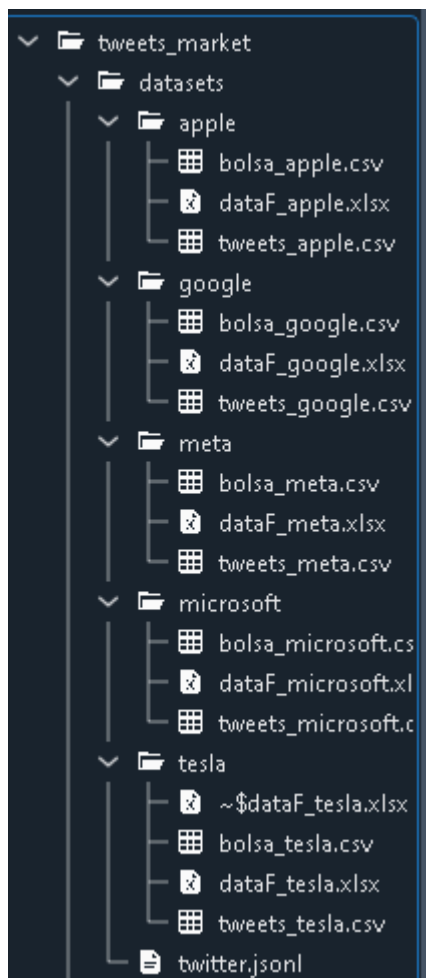 tweets_market
datasets
apple
bolsa_apple.csv
dataF_apple.xlsx
tweets_apple.csv
google
bolsa_google.csv
dataF_google.xlsx
tweets_google.csv
meta
bolsa_meta.csv
dataF_meta.xlsx
tweets_meta.csv
microsoft
bolsa_microsoft.cs
dataF_microsoft.xl
tweets_microsoft.c
tesla
~$dataF_tesla.xlsx
bolsa_tesla.csv
dataF_tesla.xlsx
tweets_tesla.csv
twitter.jsonl